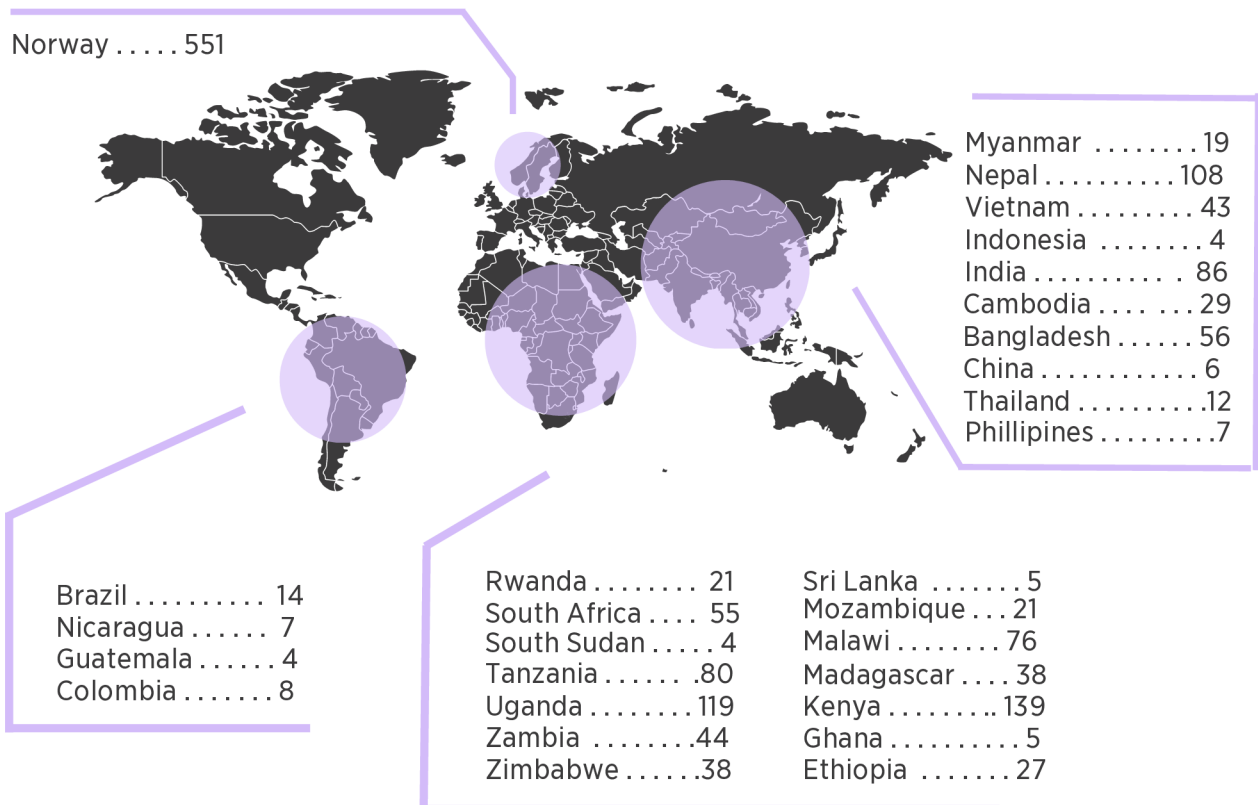 Norway . . . . . 551
Myanmar . . . . . . . . 19
Nepal . . . . . . . . . . 108
Vietnam . . . . . . . . . 43
Indonesia . . . . . . . . 4
India . . . . . . . . . . . 86
Cambodia . . . . . . . 29
Bangladesh . . . . . . 56
China . . . . . . . . . . . . 6
Thailand . . . . . . . . . .12
Phillipines . . . . . . . . .7
Brazil . . . . . . . . . . 14
Nicaragua . . . . . . 7
Guatemala . . . . . . 4
Colombia . . . . . . . 8
Rwanda . . . . . . . . 21
South Africa . . . . 55
South Sudan . . . . . 4
Tanzania . . . . . . .80
Uganda . . . . . . . . 119
Zambia . . . . . . . .44
Zimbabwe . . . . . .38
Sri Lanka . . . . . . . 5
Mozambique . . . 21
Malawi . . . . . . . . 76
Madagascar . . . . 38
Kenya . . . . . . . .. 139
Ghana . . . . . . . . . . 5
Ethiopia . . . . . . . 27